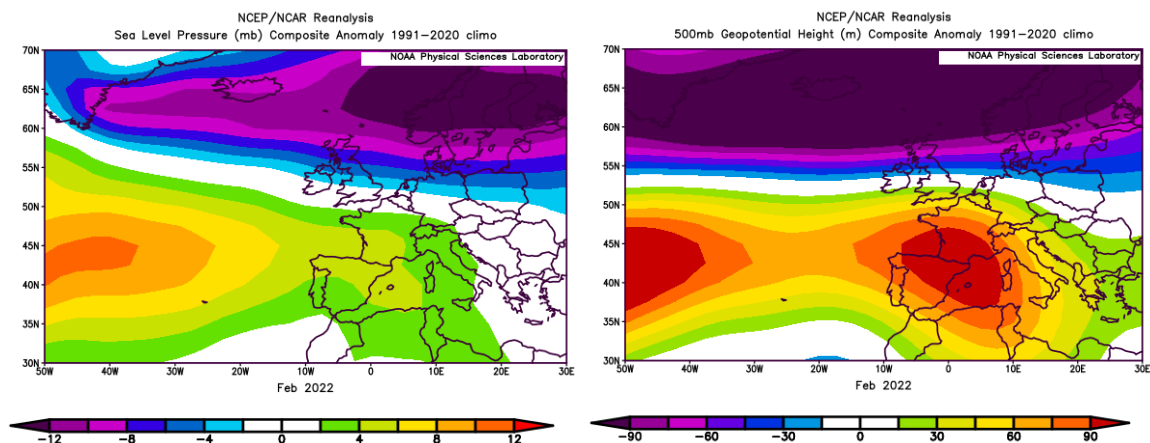 NCEP/NCAR Reanalysis
Sea Level Pressure (mb) Composite Anomaly 1991-2020 climo
NOAA Physical Sciences Laboratory
70N
65N
60N
55N
50N
45N
40N
35N
30N
50W 40W 30W 20W 10W 0 10E 20E 30E
Feb 2022
-12 -8 -4 0 4 8 12
NCEP/NCAR Reanalysis
500mb Geopotential Height (m) Composite Anomaly 1991-2020 climo
NOAA Physical Sciences Laboratory
70N
65N
60N
55N
50N
45N
40N
35N
30N
50W 40W 30W 20W 10W 0 10E 20E 30E
Feb 2022
-90 -60 -30 0 30 60 90